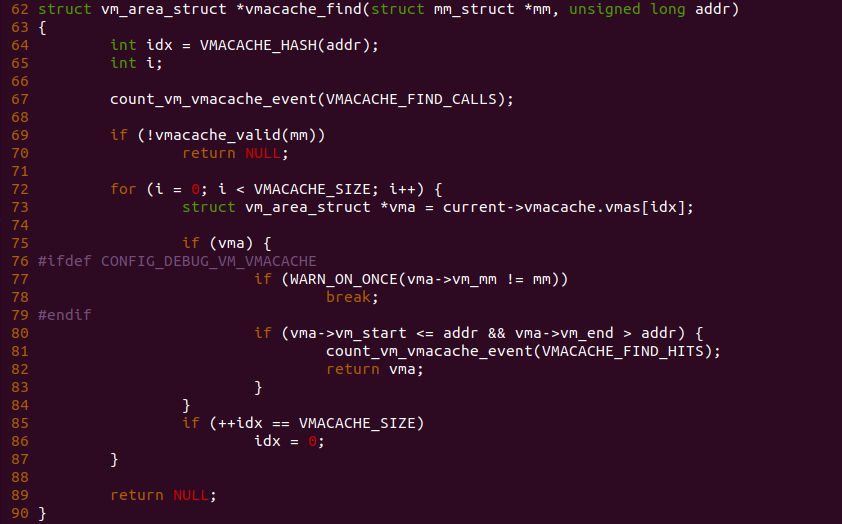 62 struct vm_area_struct *vmacache_find(struct mm_struct *mm, unsigned long addr)
63 {
64         int idx = VMACACHE_HASH(addr);
65         int i;
66
67         count_vm_vmacache_event(VMACACHE_FIND_CALLS);
68
69         if (!vmacache_valid(mm))
70                 return NULL;
71
72         for (i = 0; i < VMACACHE_SIZE; i++) {
73                 struct vm_area_struct *vma = current->vmacache.vmas[idx];
74
75                 if (vma) {
76 #ifdef CONFIG_DEBUG_VM_VMACACHE
77                         if (WARN_ON_ONCE(vma->vm_mm != mm))
78                                 break;
79 #endif
80                         if (vma->vm_start <= addr && vma->vm_end > addr) {
81                                 count_vm_vmacache_event(VMACACHE_FIND_HITS);
82                                 return vma;
83                         }
84                 }
85                 if (++idx == VMACACHE_SIZE)
86                         idx = 0;
87         }
88
89         return NULL;
90 }